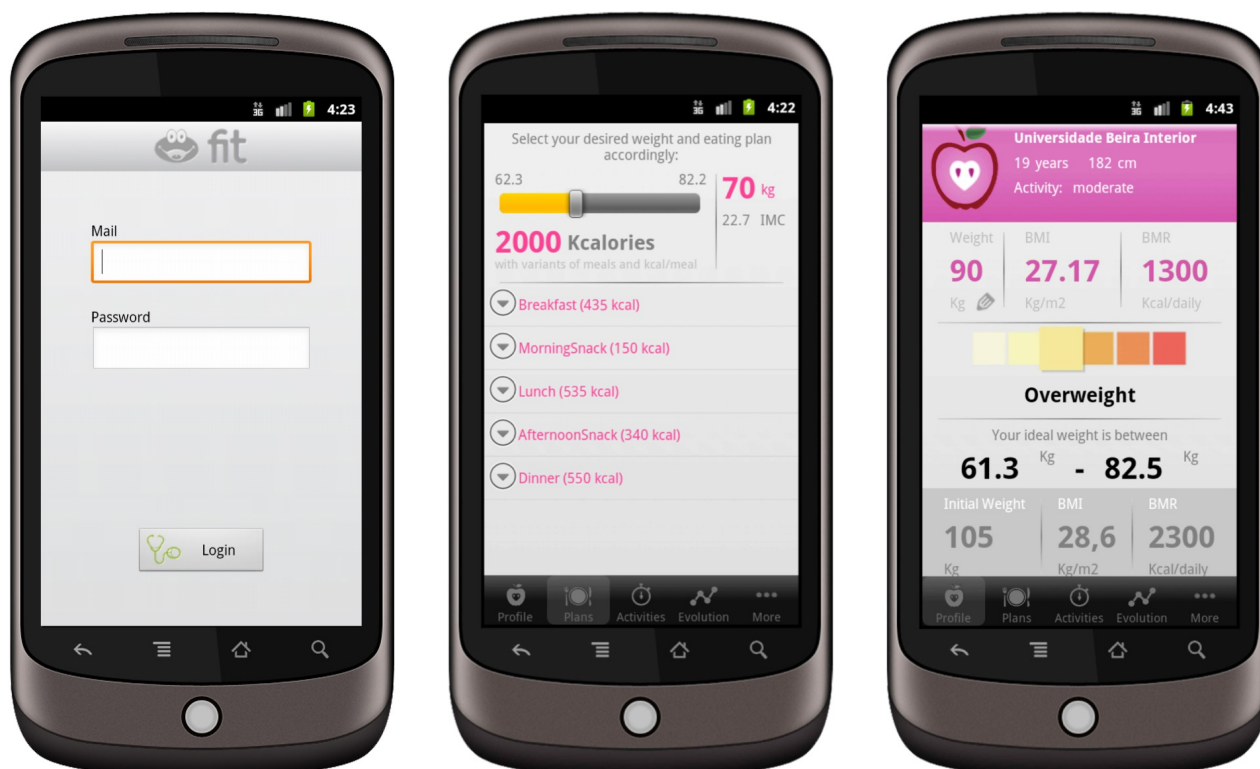 3G 4:23
fit
Mail
Password
Login
3G 4:22
Select your desired weight and eating plan
accordingly:
62.3 82.2
70 kg
22.7 IMC
2000 Kcalories
with variants of meals and kcal/meal
Breakfast (435 kcal)
MorningSnack (150 kcal)
Lunch (535 kcal)
AfternoonSnack (340 kcal)
Dinner (550 kcal)
Profile Plans Activities Evolution More
3G 4:43
Universidade Beira Interior
19 years 182 cm
Activity: moderate
Weight BMI BMR
90 27.17 1300
Kg Kg/m2 Kcal/daily
Overweight
Your ideal weight is between
61.3 Kg - 82.5 Kg
Initial Weight BMI BMR
105 28,6 2300
Kg Kg/m2 Kcal/daily
Profile Plans Activities Evolution More